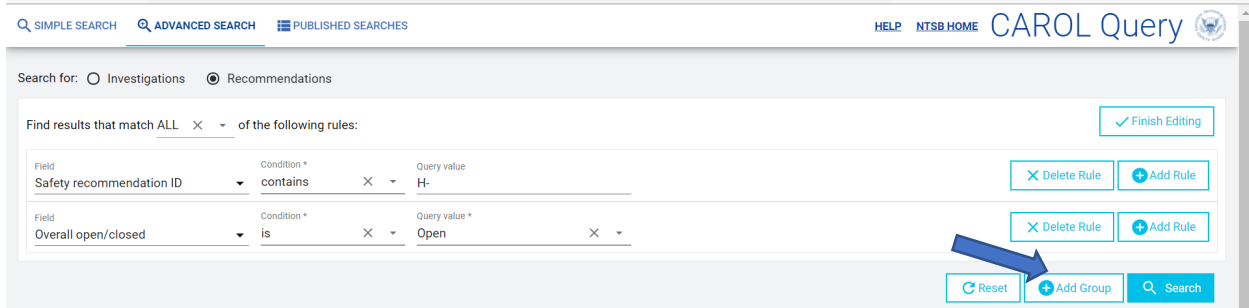 SIMPLE SEARCH ADVANCED SEARCH PUBLISHED SEARCHES HELP NTSB HOME CAROL Query
Search for: Investigations Recommendations
Find results that match ALL of the following rules: Finish Editing
Field Condition * Query value
Safety recommendation ID contains H- Delete Rule Add Rule
Field Condition * Query value *
Overall open/closed is Open Delete Rule Add Rule
Reset Add Group Search